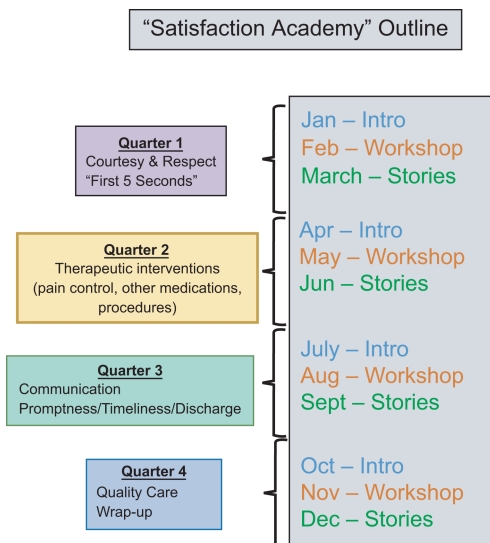 “Satisfaction Academy” Outline
Quarter 1
Courtesy & Respect
“First 5 Seconds”
Jan – Intro
Feb – Workshop
March – Stories
Quarter 2
Therapeutic interventions
(pain control, other medications,
procedures)
Apr – Intro
May – Workshop
Jun – Stories
Quarter 3
Communication
Promptness/Timeliness/Discharge
July – Intro
Aug – Workshop
Sept – Stories
Quarter 4
Quality Care
Wrap-up
Oct – Intro
Nov – Workshop
Dec – Stories